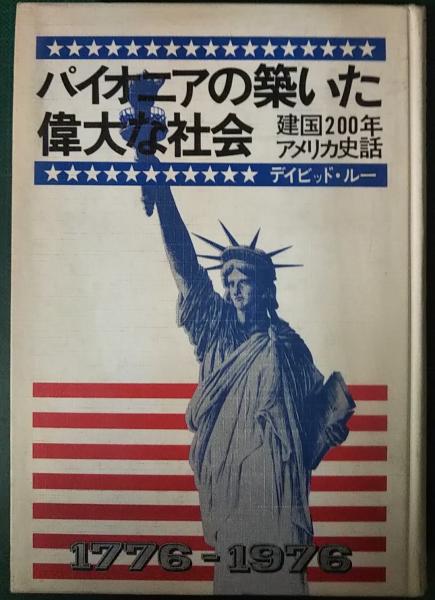 パイオニアの築いた
偉大な社会
建国200年
アメリカ史話
デイビッド・ルー
1776-1976